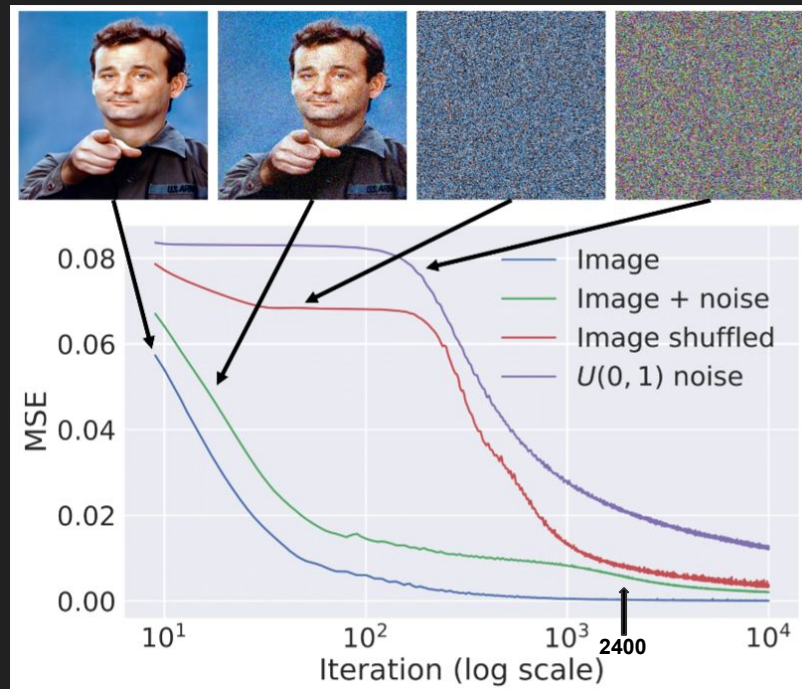 U.S. ARM
0.08
0.06
0.04
0.02
0.00
MSE
Image
Image + noise
Image shuffled
U(0, 1) noise
10¹
10²
10³
10⁴
2400
Iteration (log scale)